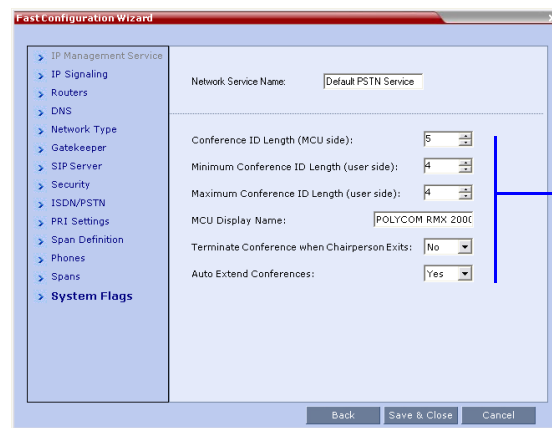 Fast Configuration Wizard
IP Management Service
IP Signaling
Routers
DNS
Network Type
Gatekeeper
SIP Server
Security
ISDN/PSTN
PRI Settings
Span Definition
Phones
Spans
System Flags
Network Service Name: Default PSTN Service
Conference ID Length (MCU side): 5
Minimum Conference ID Length (user side): 4
Maximum Conference ID Length (user side): 4
MCU Display Name: POLYCOM RMX 200
Terminate Conference when Chairperson Exits: No
Auto Extend Conferences: Yes
Back Save & Close Cancel